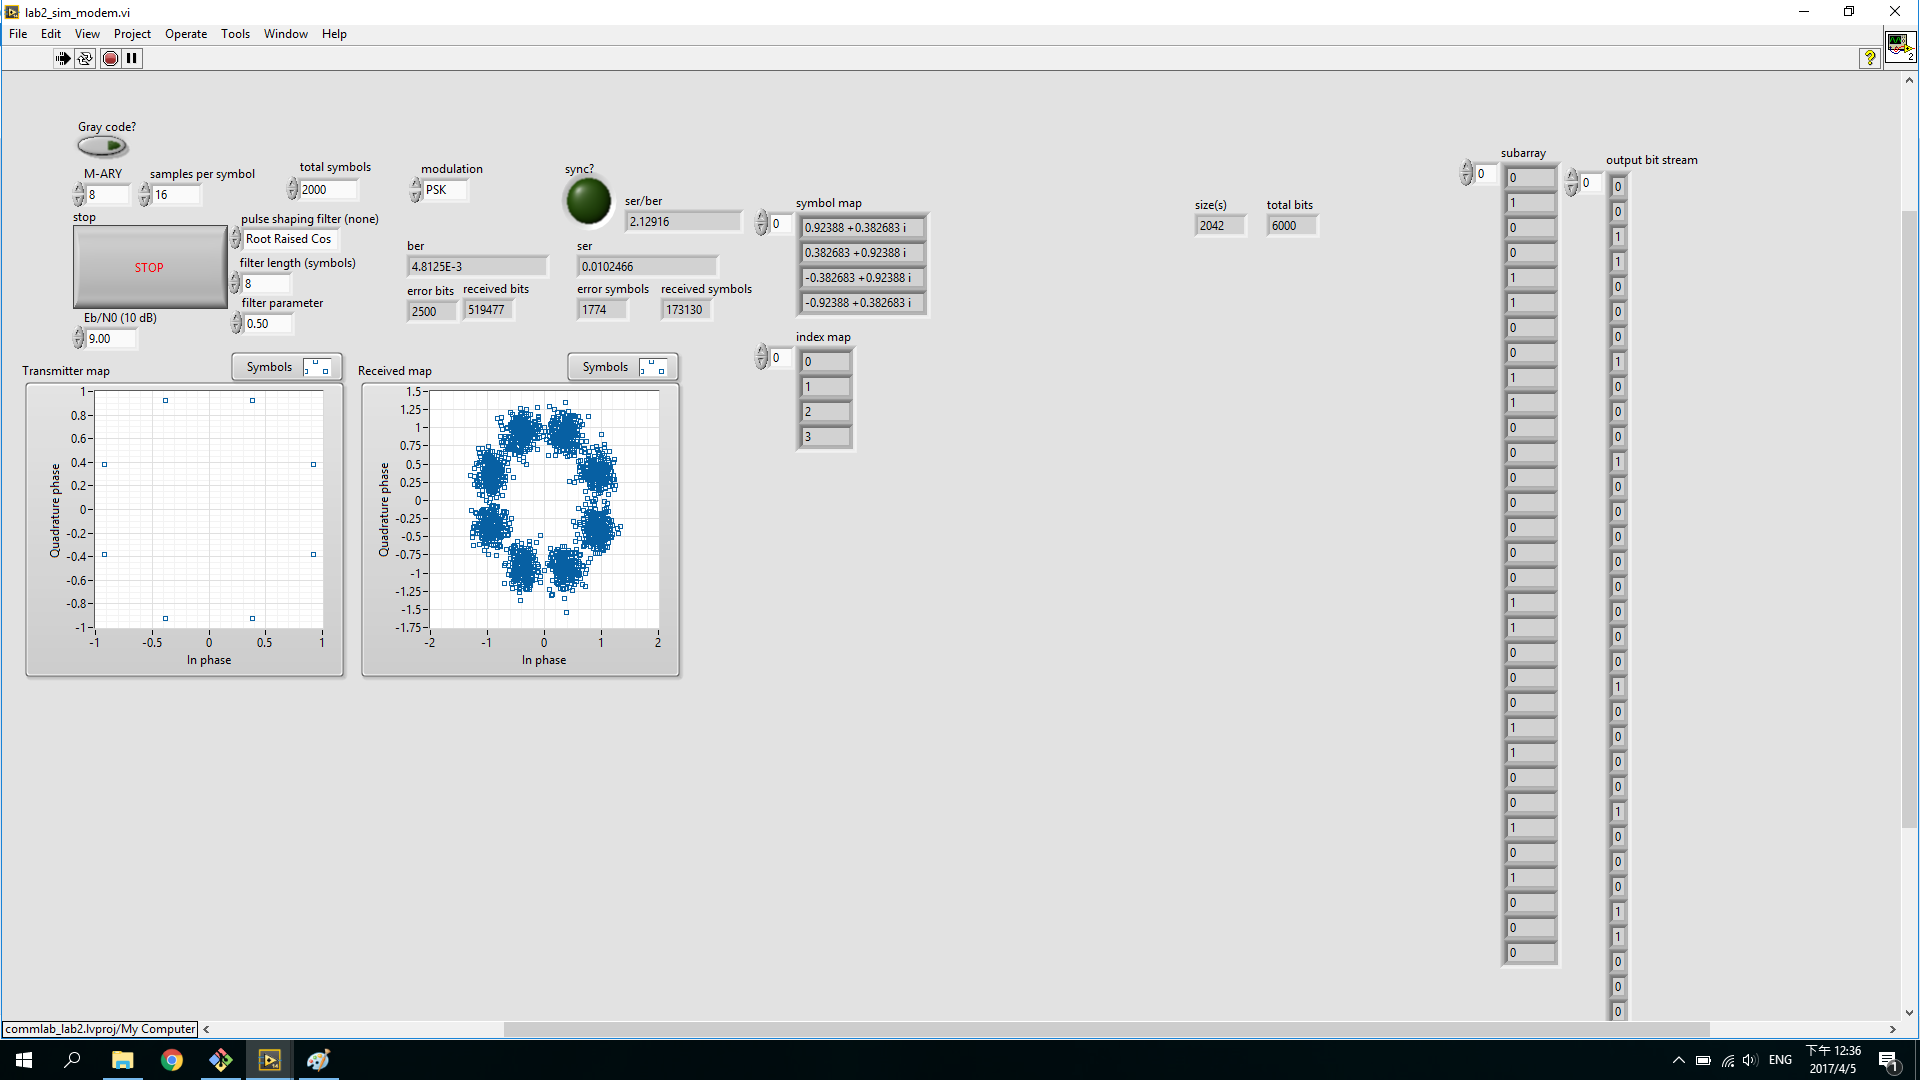 lab2_sim_modem.vi
File Edit View Project Operate Tools Window Help
2
Gray code?
M-ARY
8
samples per symbol
16
total symbols
2000
modulation
PSK
sync?
ser/ber
2.12916
stop
STOP
pulse shaping filter (none)
Root Raised Cos
filter length (symbols)
8
filter parameter
0.50
Eb/N0 (10 dB)
9.00
ber
4.8125E-3
ser
0.0102466
error bits
2500
received bits
519477
error symbols
1774
received symbols
173130
symbol map
0
0.92388 +0.382683 i
0.382683 +0.92388 i
-0.382683 +0.92388 i
-0.92388 +0.382683 i
index map
0
0
1
2
3
size(s)
2042
total bits
6000
Transmitter map
Symbols
Quadrature phase
1
0.8
0.6
0.4
0.2
0
-0.2
-0.4
-0.6
-0.8
-1
-1 -0.5 0 0.5 1
In phase
Received map
Symbols
Quadrature phase
1.5
1.25
1
0.75
0.5
0.25
0
-0.25
-0.5
-0.75
-1
-1.25
-1.5
-1.75
-2 -1 0 1 2
In phase
subarray
0
0
1
0
0
1
1
0
0
1
1
0
0
0
0
0
0
0
1
1
0
0
0
1
1
0
0
1
0
1
0
0
0
output bit stream
0
0
0
1
1
0
0
0
1
0
0
0
1
0
0
0
0
0
0
0
0
1
0
0
0
0
1
0
0
0
1
1
0
0
0
commlab_lab2.lvproj/My Computer
ENG
下午 12:36
2017/4/5
1